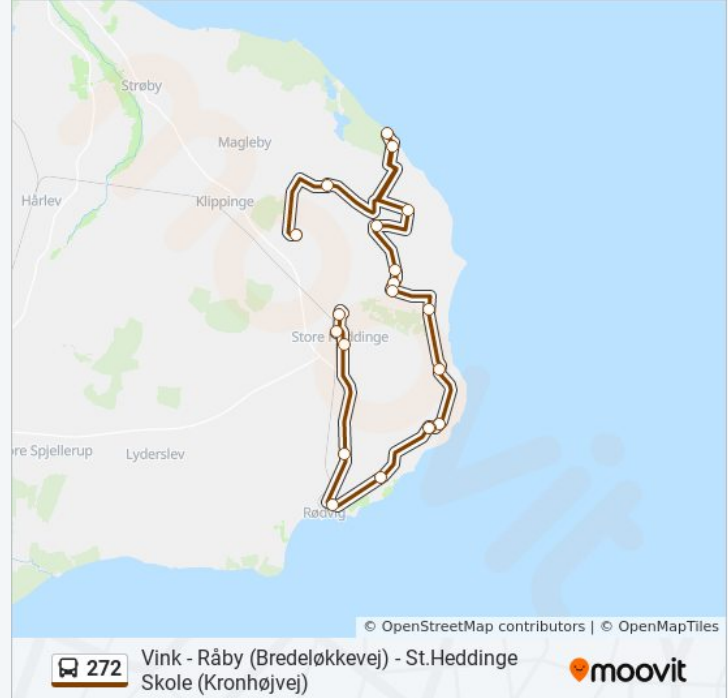 Strøby
Magleby
Hårlev
Klippinge
Store Heddinge
re Spjellerup
Lyderslev
Rødvig
© OpenStreetMap contributors | © OpenMapTiles
272
Vink - Råby (Bredeløkkevej) - St.Heddinge
Skole (Kronhøjvej)
moovit